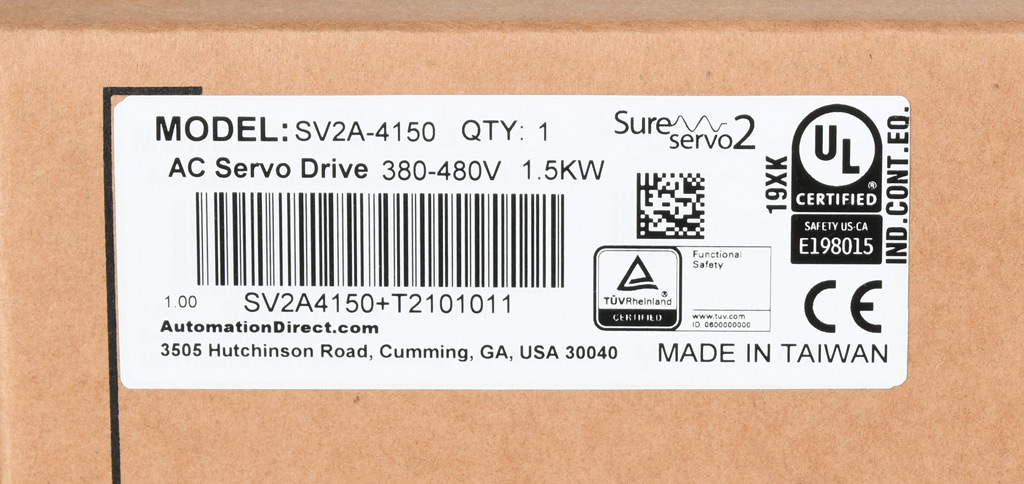 MODEL: SV2A-4150 QTY: 1
AC Servo Drive 380-480V 1.5KW
SV2A4150+T2101011
1.00
AutomationDirect.com
3505 Hutchinson Road, Cumming, GA, USA 30040
Sure
servo2
19XK
UL
®
CERTIFIED
SAFETY US-CA
E198015
IND.CONT.EQ.
TÜVRheinland
®
CERTIFIED
Functional
Safety
www.tuv.com
ID 0600000000
CE
MADE IN TAIWAN